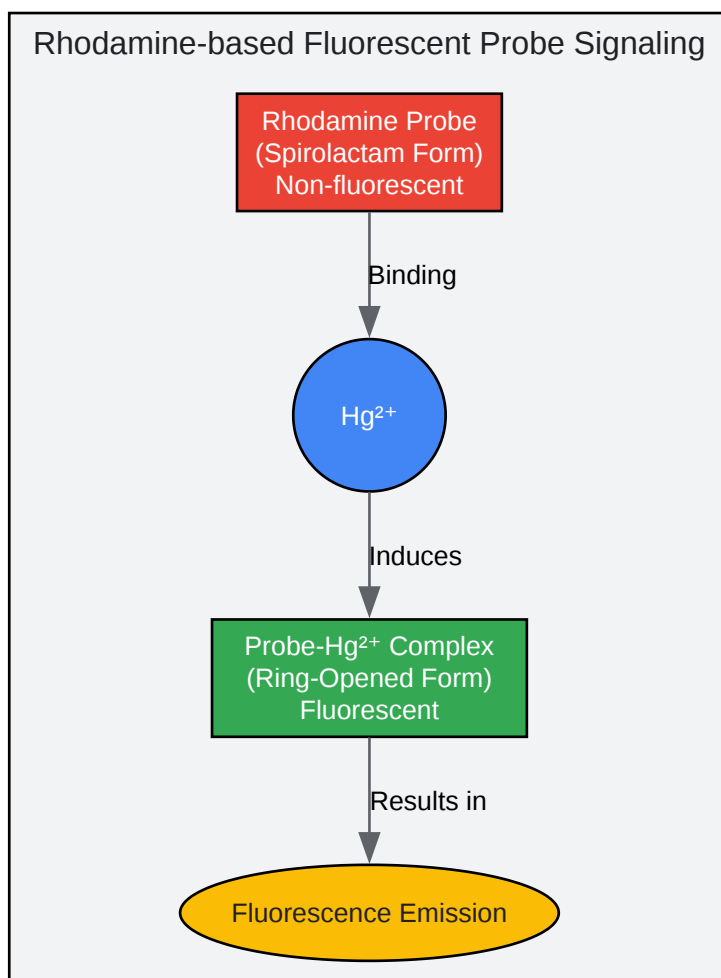 Rhodamine-based Fluorescent Probe Signaling
Rhodamine Probe
(Spirolactam Form)
Non-fluorescent
Binding
Hg²⁺
Induces
Probe-Hg²⁺ Complex
(Ring-Opened Form)
Fluorescent
Results in
Fluorescence Emission